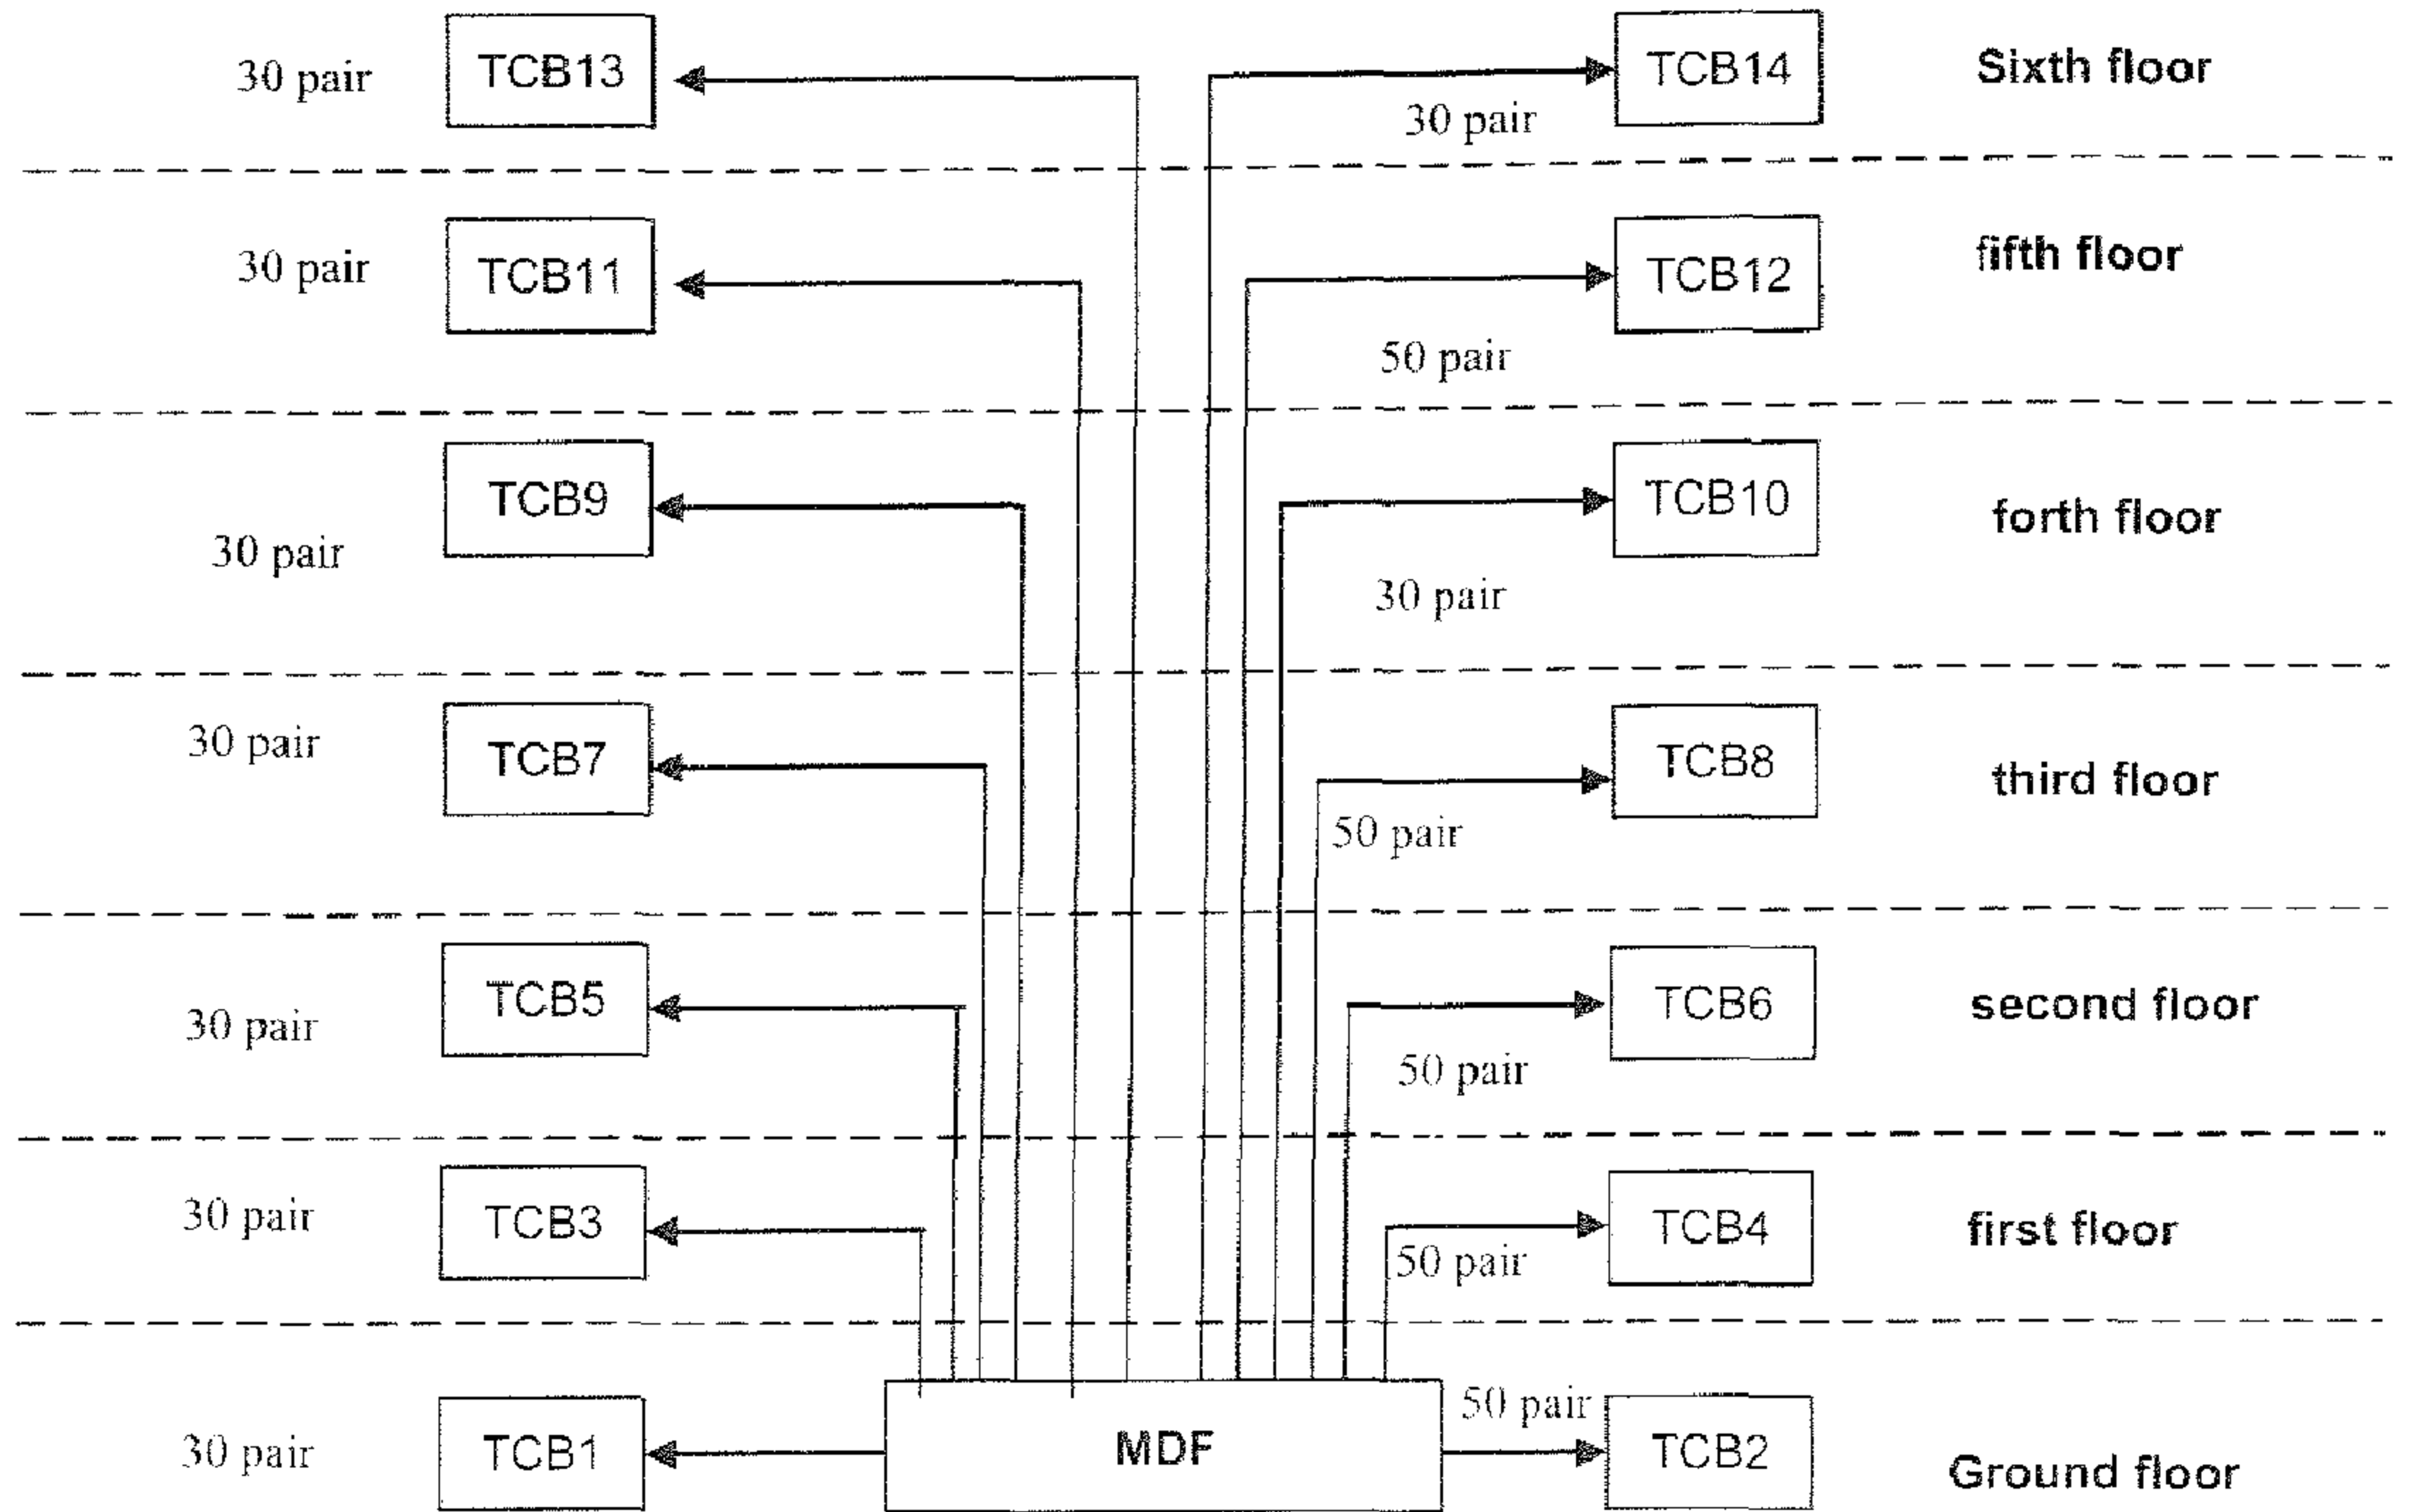 30 pair TCB13 TCB14 Sixth floor
30 pair
30 pair TCB11 TCB12 fifth floor
50 pair
TCB9 TCB10 forth floor
30 pair
30 pair
30 pair TCB7 TCB8 third floor
50 pair
TCB5 TCB6 second floor
30 pair
50 pair
30 pair TCB3 TCB4 first floor
50 pair
50 pair
30 pair TCB1 MDF TCB2 Ground floor